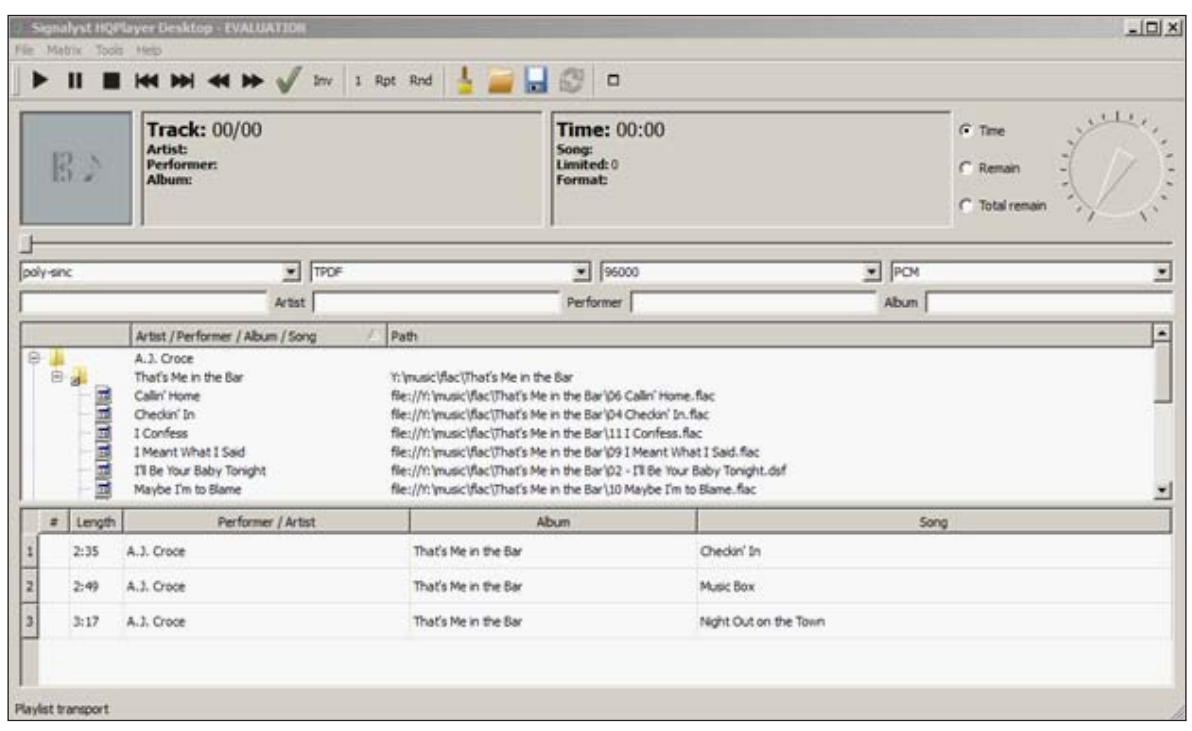 Signalyst HQPlayer Desktop - EVALUATION
File Matrix Tools Help
Inv 1 Rpt Rnd
Track: 00/00
Artist:
Performer:
Album:
Time: 00:00
Song:
Limited: 0
Format:
Time
Remain
Total remain
poly-sinc TPDF 96000 PCM
Artist Performer Album
Artist / Performer / Album / Song Path
A.J. Croce
That's Me in the Bar Y:\music\flac\That's Me in the Bar
Callin' Home file://Y:\music\flac\That's Me in the Bar\06 Callin' Home.flac
Checkin' In file://Y:\music\flac\That's Me in the Bar\04 Checkin' In.flac
I Confess file://Y:\music\flac\That's Me in the Bar\11 I Confess.flac
I Meant What I Said file://Y:\music\flac\That's Me in the Bar\09 I Meant What I Said.flac
I'll Be Your Baby Tonight file://Y:\music\flac\That's Me in the Bar\02 - I'll Be Your Baby Tonight.dsf
Maybe I'm to Blame file://Y:\music\flac\That's Me in the Bar\10 Maybe I'm to Blame.flac
# Length Performer / Artist Album Song
1 2:35 A.J. Croce That's Me in the Bar Checkin' In
2 2:49 A.J. Croce That's Me in the Bar Music Box
3 3:17 A.J. Croce That's Me in the Bar Night Out on the Town
Playlist transport